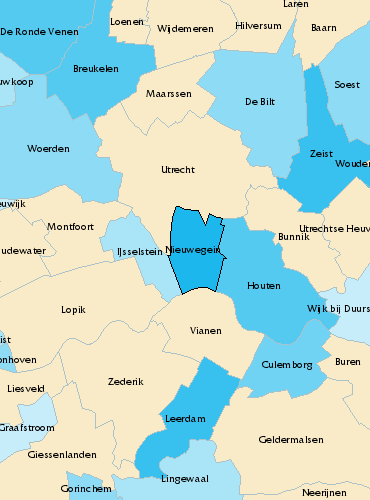 Laren
Loenen
Hilversum
Baarn
Wijdemeren
De Ronde Venen
Breukelen
uwkoop
Soest
Maarssen
De Bilt
Woerden
Zeist
Wouden
Utrecht
euwijk
Montfoort
Utrechtse Heuv
Bunnik
oudewater
IJsselstein
Nieuwegein
Houten
Lopik
Wijk bij Duurs
Vianen
ist
onhoven
Culemborg
Buren
Zederik
Liesveld
Leerdam
Graafstroom
Geldermalsen
Giessenlanden
Lingewaal
Gorinchem
Neerijnen